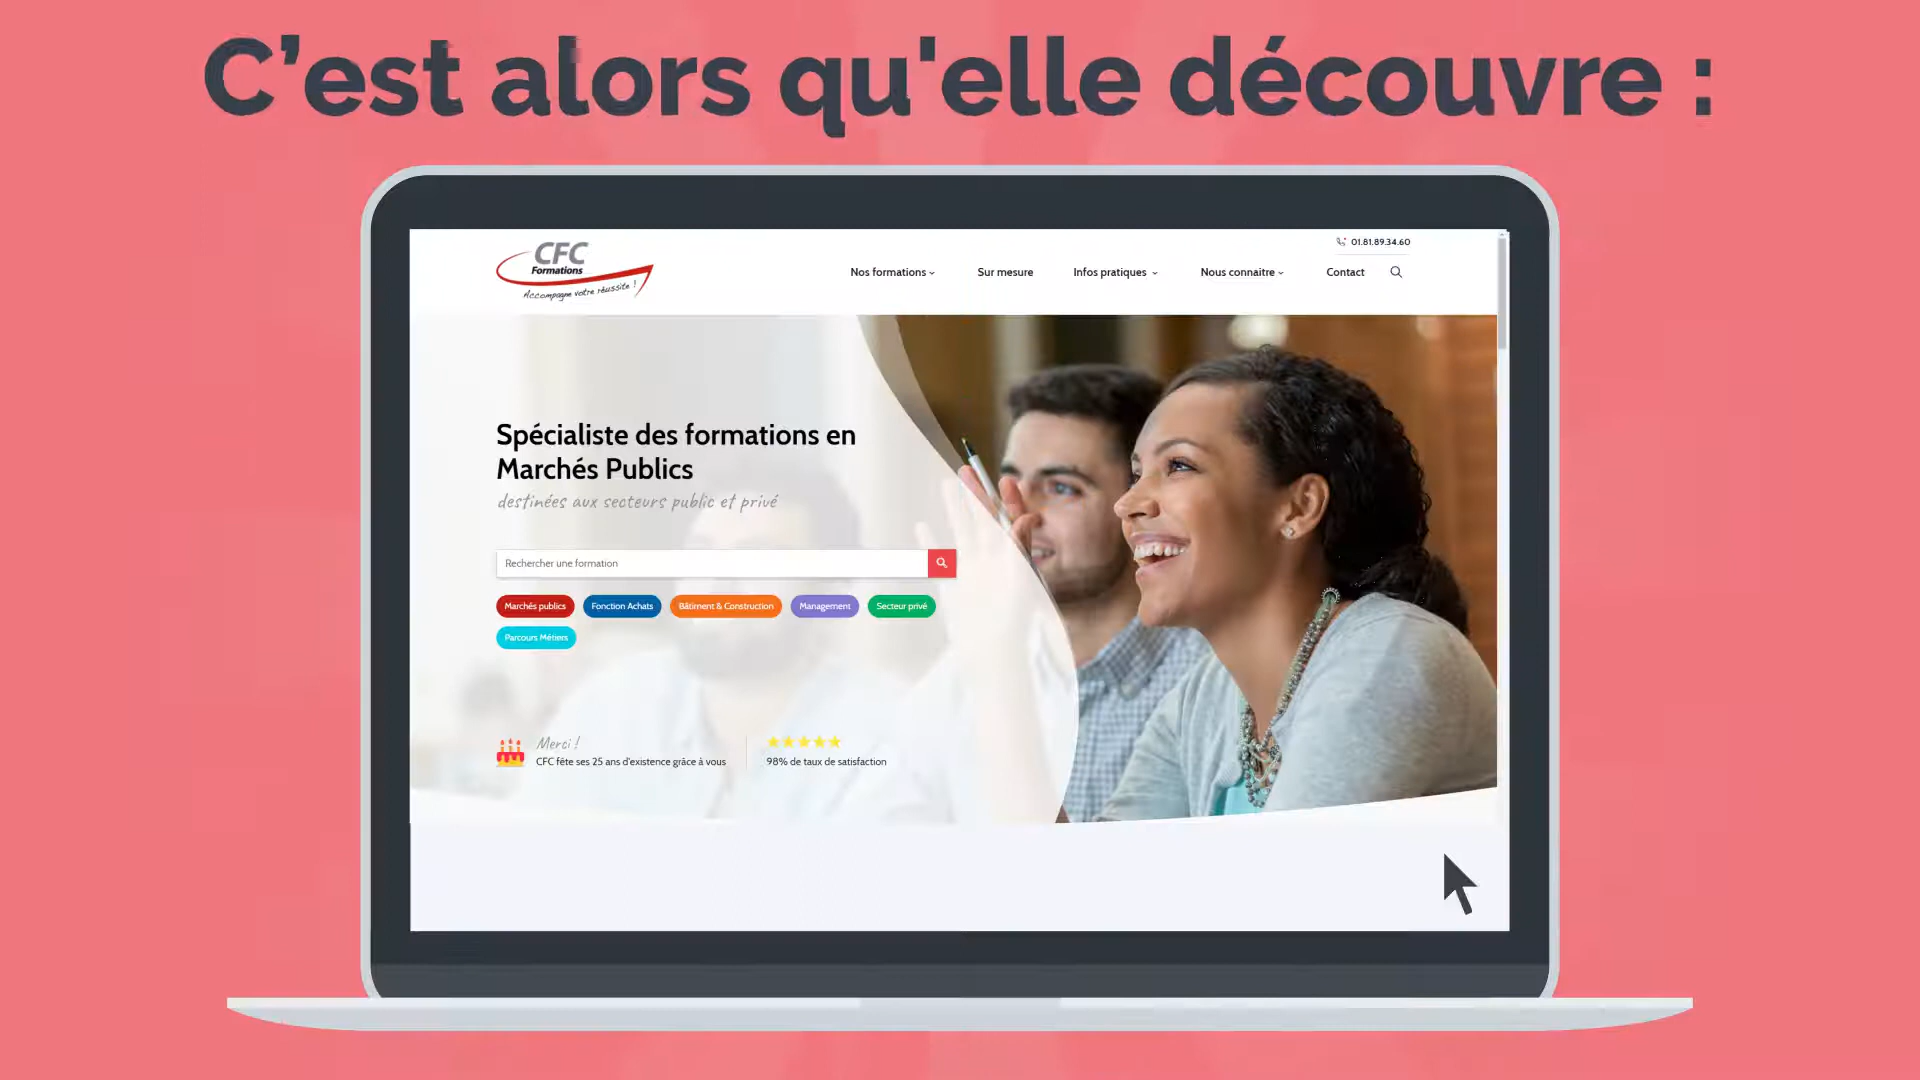 C’est alors qu'elle découvre :
CFC
Formations
Accompagne votre réussite !
01.81.89.34.60
Nos formations
Sur mesure
Infos pratiques
Nous connaitre
Contact
Spécialiste des formations en
Marchés Publics
destinées aux secteurs public et privé
Rechercher une formation
Marchés publics
Fonction Achats
Bâtiment & Construction
Management
Secteur privé
Parcours Métiers
Merci !
CFC fête ses 25 ans d'existence grâce à vous
98% de taux de satisfaction